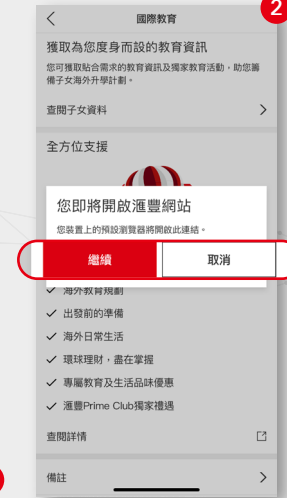 2
國際教育
獲取為您度身而設的教育資訊
您可獲取貼合需求的教育資訊及獨家教育活動，助您籌
備子女海外升學計劃。
查閱子女資料
全方位支援
您即將開啟滙豐網站
您裝置上的預設瀏覽器將開啟此連結。
繼續
取消
海外教育規劃
出發前的準備
海外日常生活
環球理財，盡在掌握
專屬教育及生活品味優惠
滙豐Prime Club獨家禮遇
查閱詳情
備註